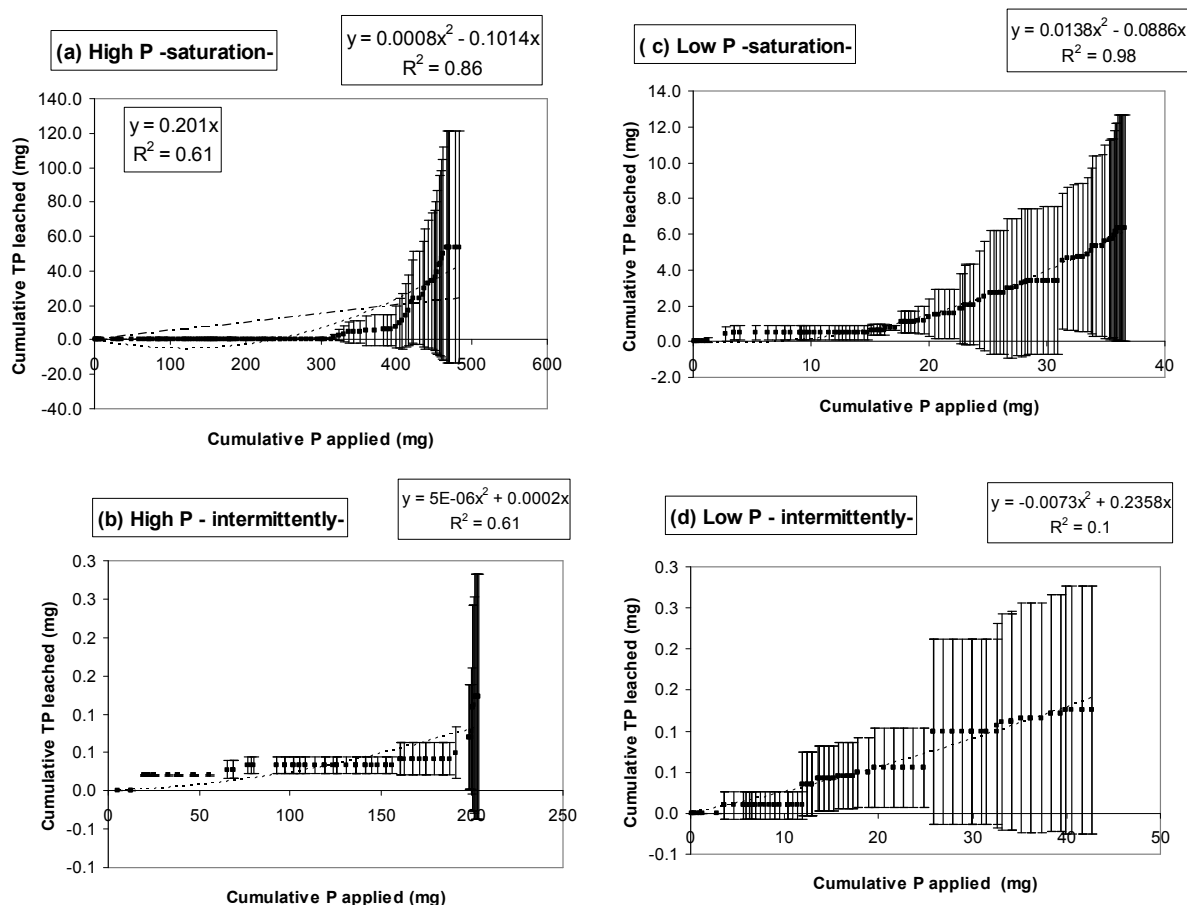 (a) High P -saturation-
y = 0.0008x² - 0.1014x
R² = 0.86
y = 0.201x
R² = 0.61
140.0
120.0
100.0
80.0
60.0
40.0
20.0
0.0
-20.0
-40.0
0 100 200 300 400 500 600
Cumulative TP leached (mg)
Cumulative P applied (mg)
( c) Low P -saturation-
y = 0.0138x² - 0.0886x
R² = 0.98
14.0
12.0
10.0
8.0
6.0
4.0
2.0
0.0
-2.0
0 10 20 30 40
Cumulative TP leached (mg)
Cumulative P applied (mg)
(b) High P - intermittently-
y = 5E-06x² + 0.0002x
R² = 0.61
0.3
0.3
0.2
0.2
0.1
0.1
0.0
-0.1
-0.1
0 50 100 150 200 250
Cumulative TP leached (mg)
Cumulative P applied (mg)
(d) Low P - intermittently-
y = -0.0073x² + 0.2358x
R² = 0.1
0.3
0.3
0.2
0.2
0.1
0.1
0.0
-0.1
0 10 20 30 40 50
Cumulative TP leached (mg)
Cumulative P applied (mg)